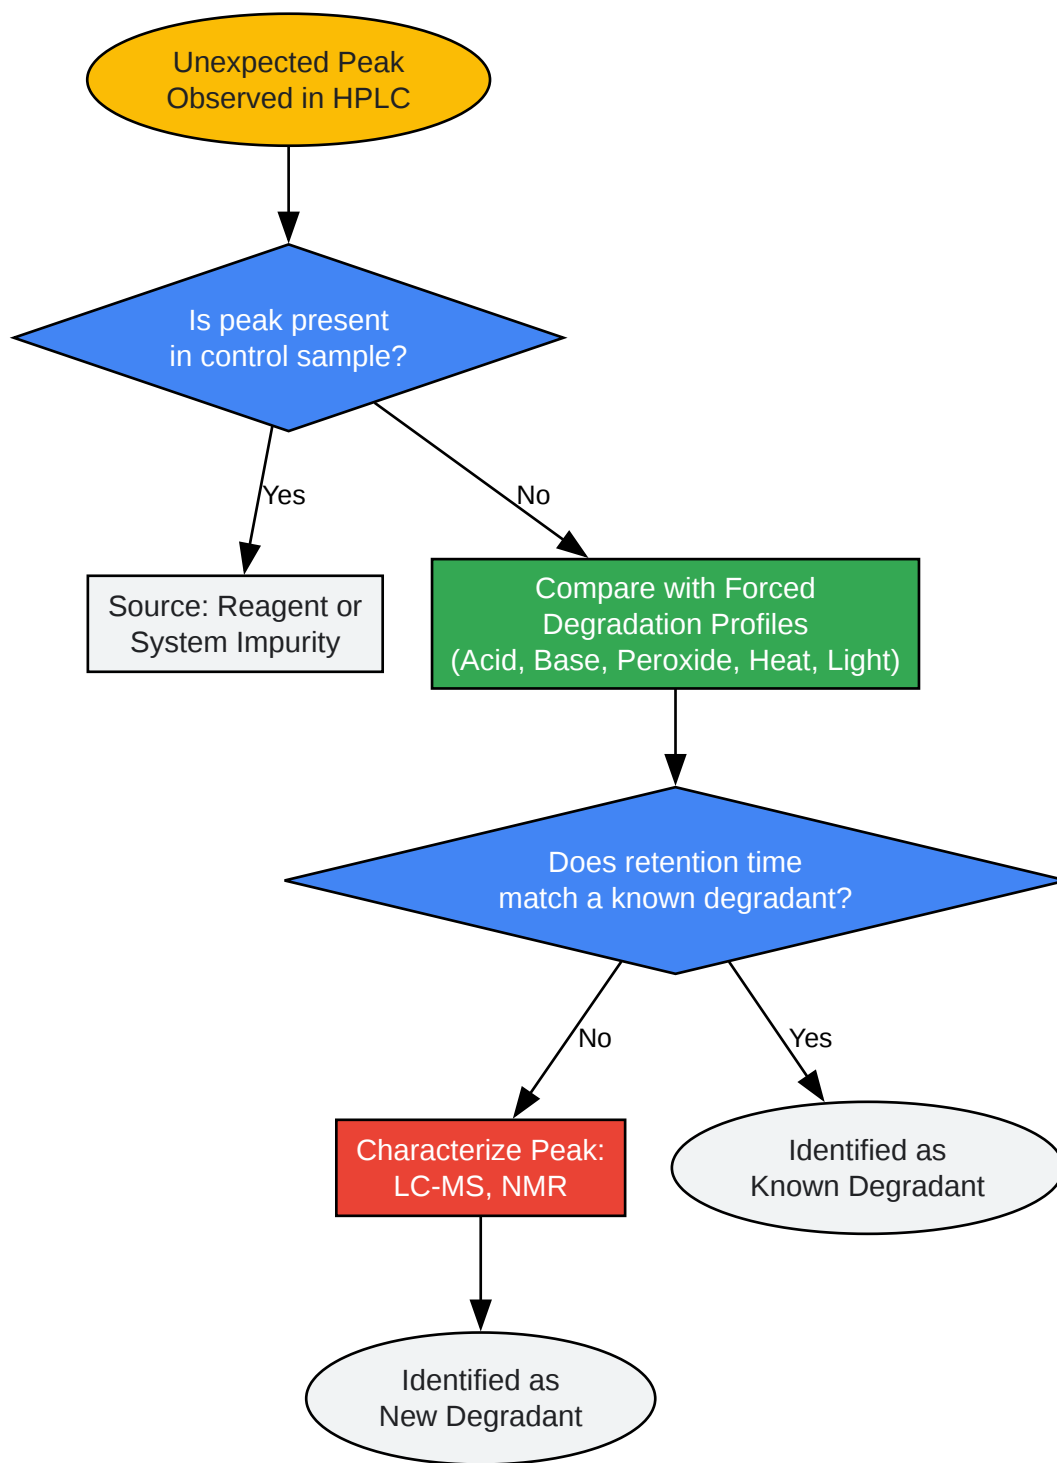 Unexpected Peak
Observed in HPLC
Is peak present
in control sample?
Yes
No
Source: Reagent or
System Impurity
Compare with Forced
Degradation Profiles
(Acid, Base, Peroxide, Heat, Light)
Does retention time
match a known degradant?
No
Yes
Characterize Peak:
LC-MS, NMR
Identified as
Known Degradant
Identified as
New Degradant